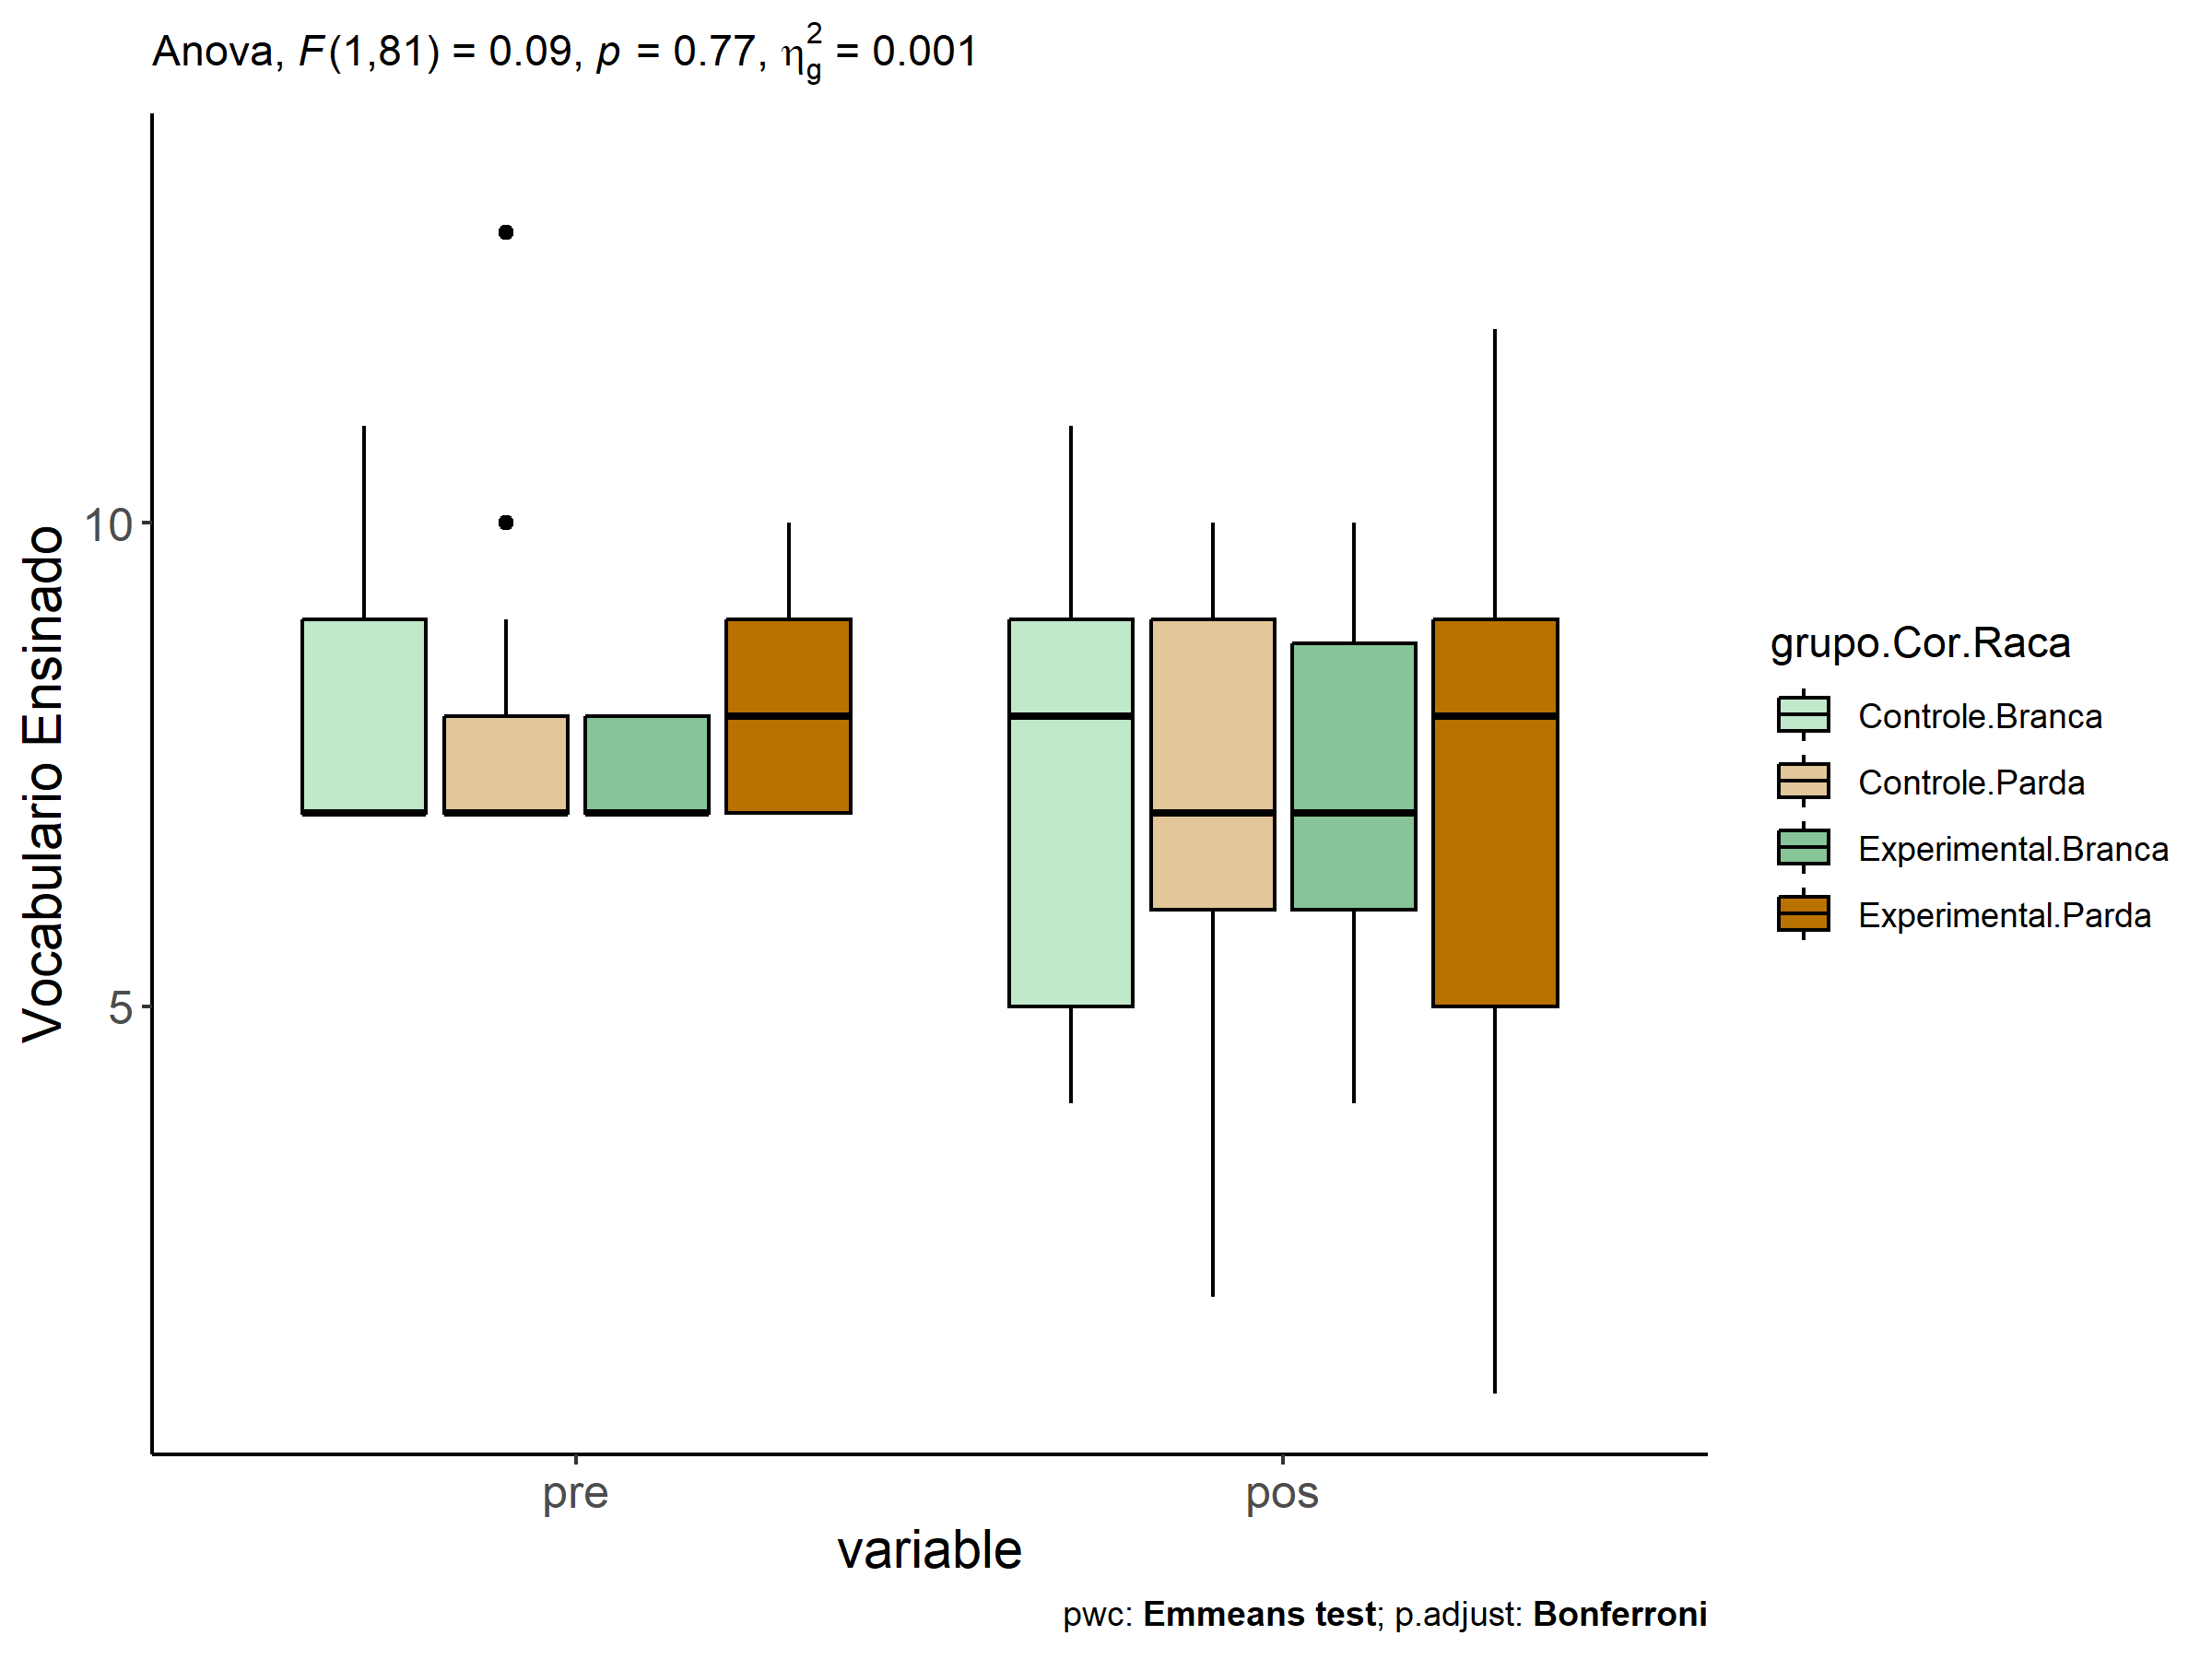 Anova, F(1,81) = 0.09, p = 0.77, η²g = 0.001
Vocabulario Ensinado
10
5
pre
pos
variable
grupo.Cor.Raca
Controle.Branca
Controle.Parda
Experimental.Branca
Experimental.Parda
pwc: Emmeans test; p.adjust: Bonferroni